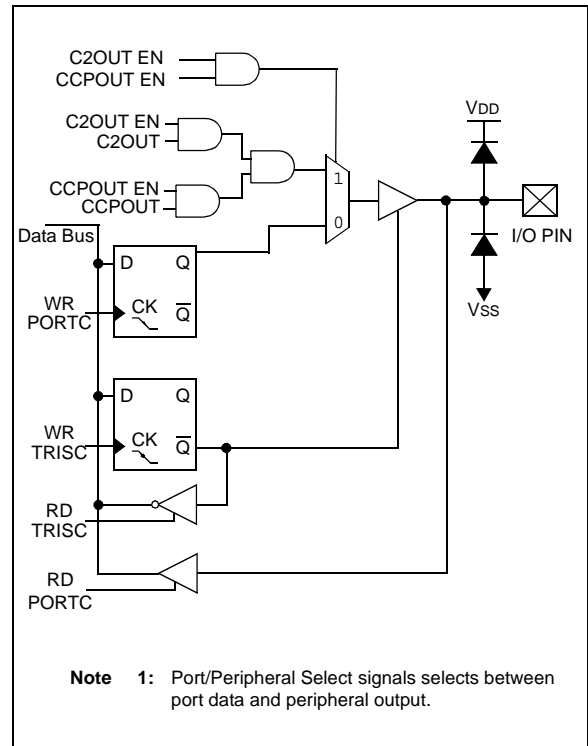 C2OUT EN
CCPOUT EN
C2OUT EN
C2OUT
CCPOUT EN
CCPOUT
VDD
1
0
I/O PIN
VSS
Data Bus
D Q
WR
PORTC
CK Q
D Q
WR
TRISC
CK Q
RD
TRISC
RD
PORTC
Note 1: Port/Peripheral Select signals selects between
port data and peripheral output.